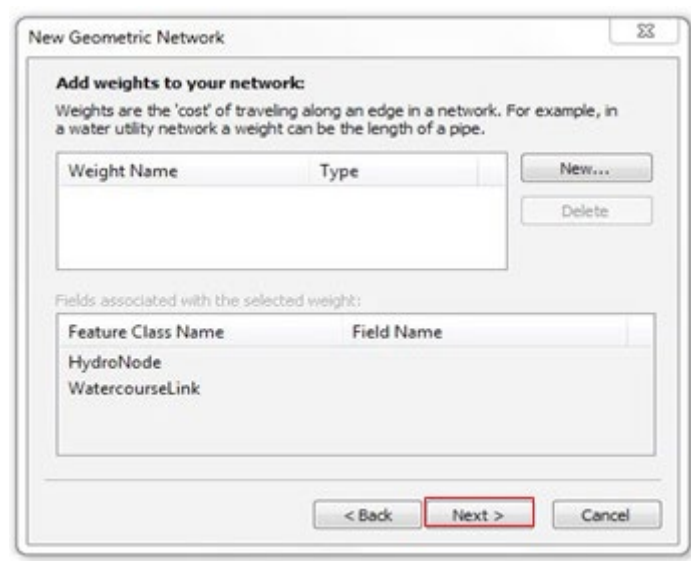 New Geometric Network
Add weights to your network:
Weights are the 'cost' of traveling along an edge in a network. For example, in
a water utility network a weight can be the length of a pipe.
Weight Name Type
New...
Delete
Fields associated with the selected weight:
Feature Class Name Field Name
HydroNode
WatercourseLink
< Back Next > Cancel